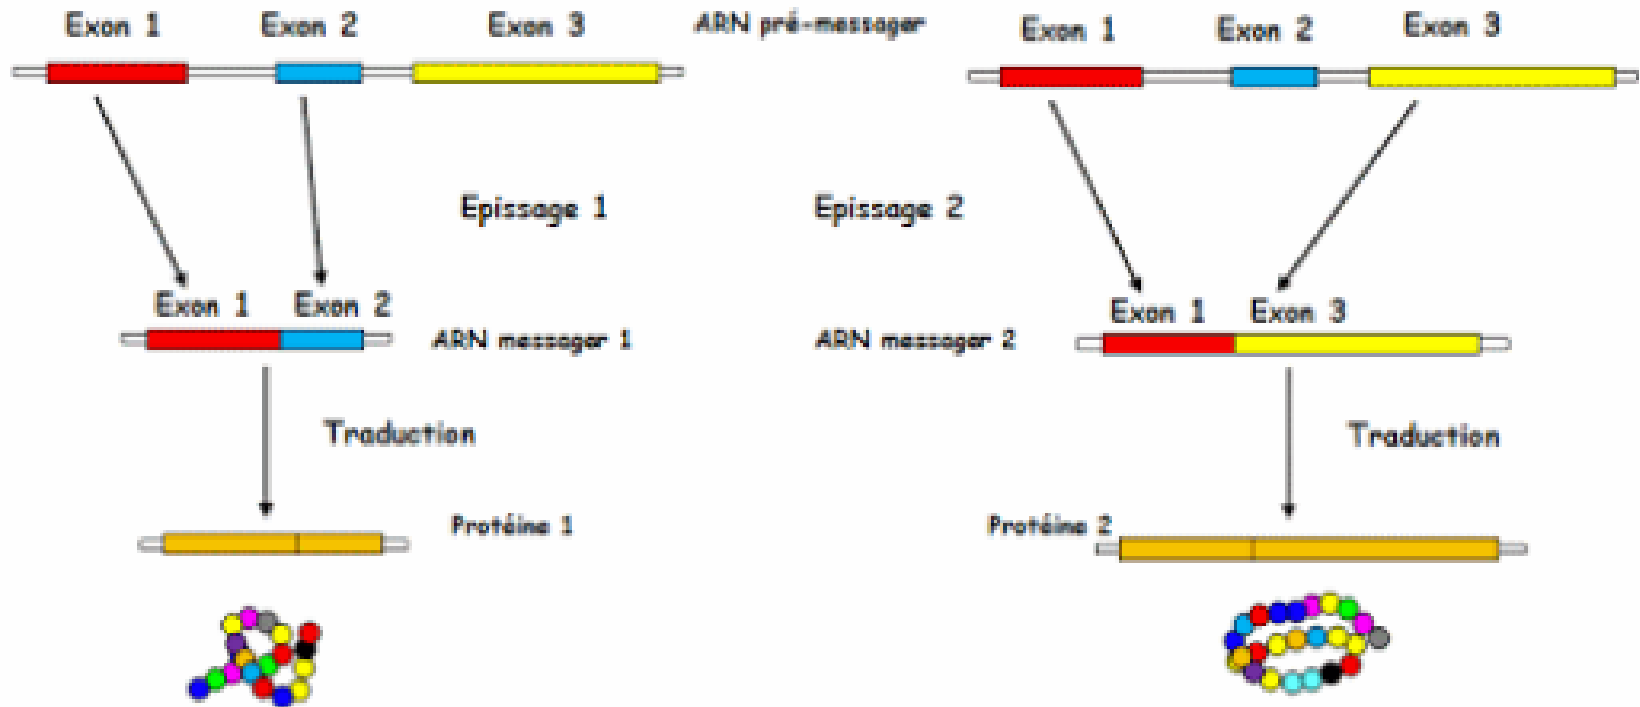 Exon 1 Exon 2 Exon 3 ARN pré-messager Exon 1 Exon 2 Exon 3
Epissage 1 Epissage 2
Exon 1 Exon 2 Exon 1 Exon 3
ARN messager 1 ARN messager 2
Traduction Traduction
Protéine 1 Protéine 2